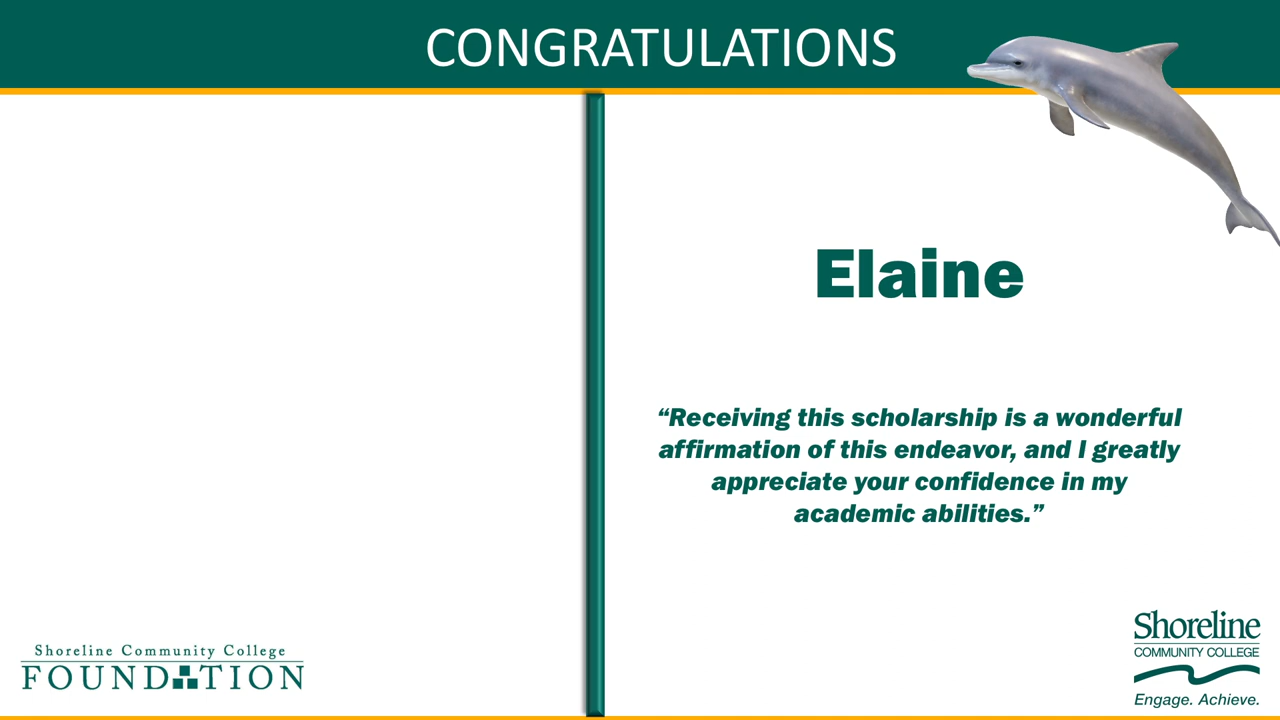 CONGRATULATIONS
Elaine
“Receiving this scholarship is a wonderful
affirmation of this endeavor, and I greatly
appreciate your confidence in my
academic abilities.”
Shoreline Community College
FOUNDATION
Shoreline
COMMUNITY COLLEGE
Engage. Achieve.